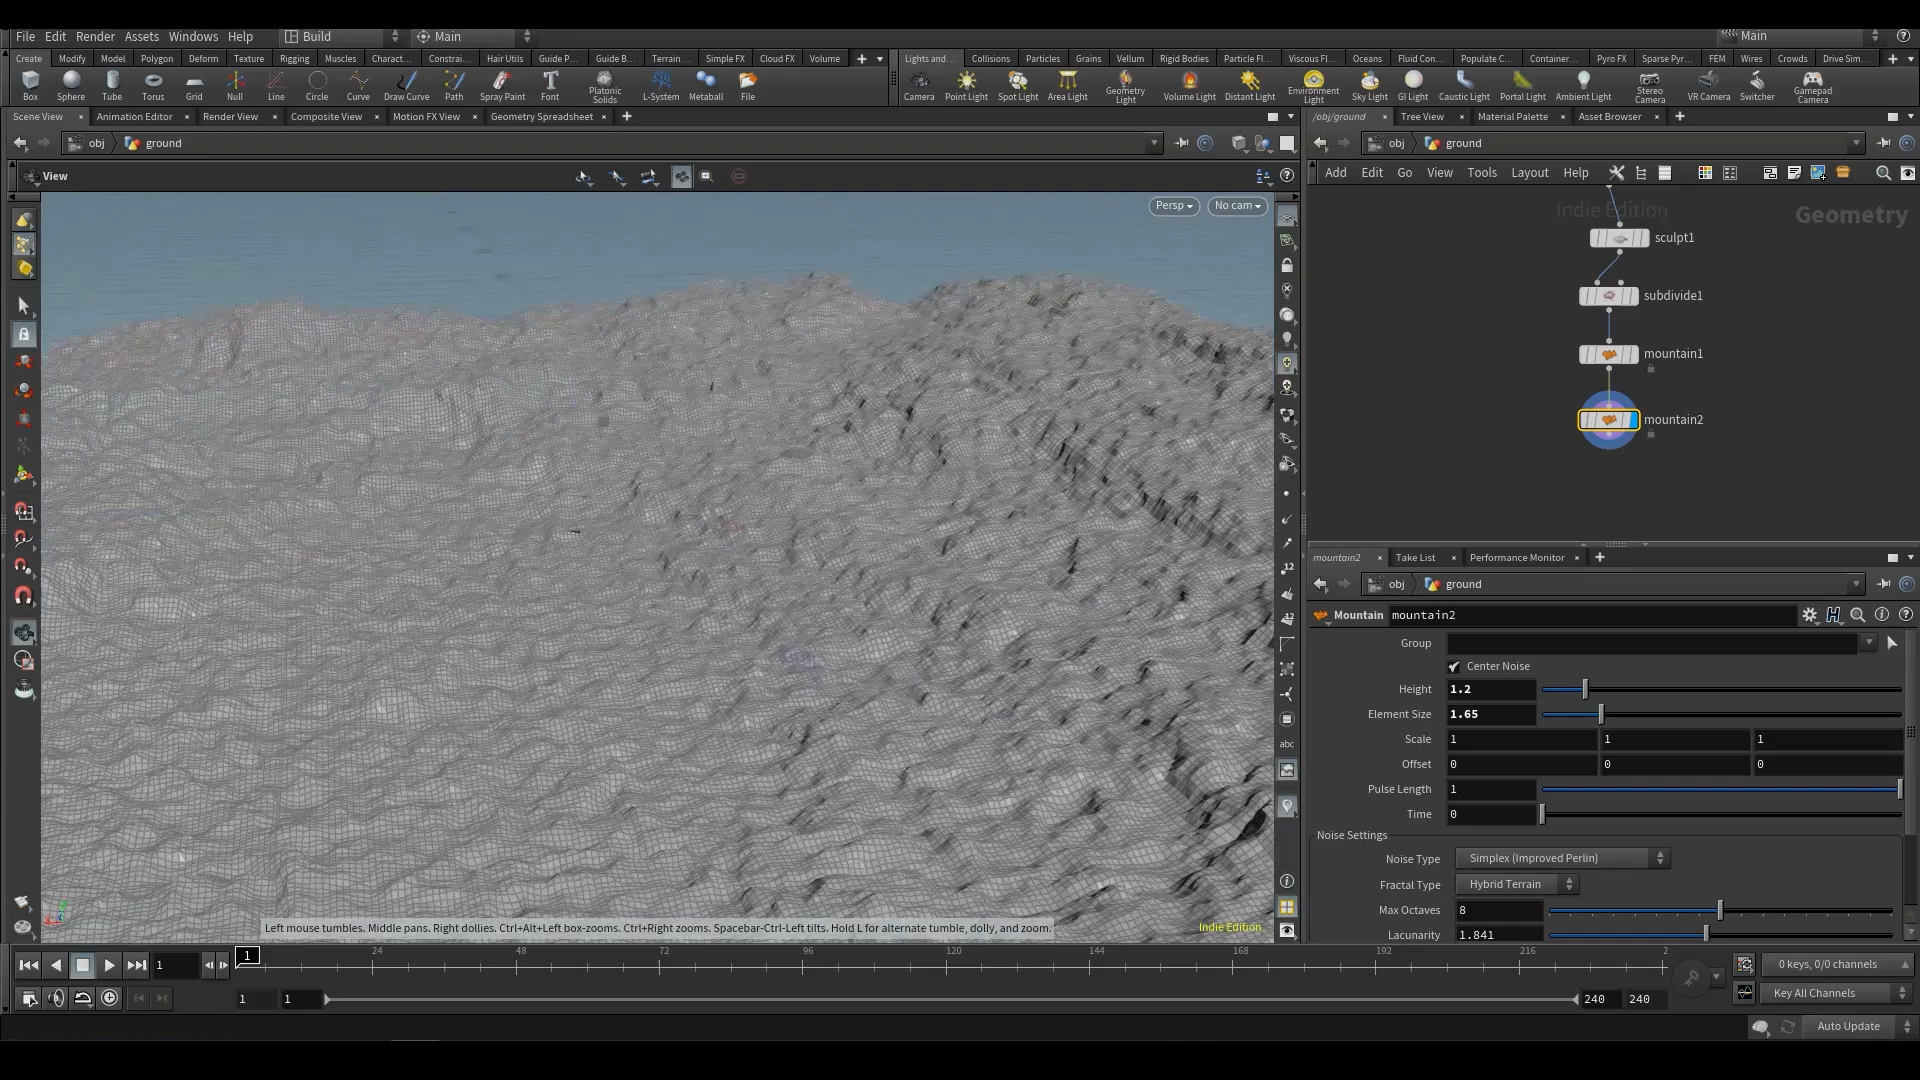 File Edit Render Assets Windows Help Build Main Main
Create Modify Model Polygon Deform Texture Rigging Muscles Charact... Constrai... Hair Utils Guide P... Guide B... Terrain... Simple FX Cloud FX Volume
Lights and... Collisions Particles Grains Vellum Rigid Bodies Particle Fl... Viscous Fl... Oceans Fluid Con... Populate C... Container... Pyro FX Sparse Pyr... FEM Wires Crowds Drive Sim...
Box Sphere Tube Torus Grid Null Line Circle Curve Draw Curve Path Spray Paint Font Platonic Solids L-System Metaball File
Camera Point Light Spot Light Area Light Geometry Light Volume Light Distant Light Environment Light Sky Light GI Light Caustic Light Portal Light Ambient Light Stereo Camera VR Camera Switcher Gamepad Camera
Scene View Animation Editor Render View Composite View Motion FX View Geometry Spreadsheet
/obj/ground Tree View Material Palette Asset Browser
obj ground
obj ground
View
Add Edit Go View Tools Layout Help
Persp No cam
Indie Edition
Geometry
sculpt1
subdivide1
mountain1
mountain2
mountain2 Take List Performance Monitor
obj ground
Mountain mountain2
Group
Center Noise
Height 1.2
Element Size 1.65
Scale 1 1 1
Offset 0 0 0
Pulse Length 1
Time 0
Noise Settings
Noise Type Simplex (Improved Perlin)
Fractal Type Hybrid Terrain
Max Octaves 8
Lacunarity 1.841
12
12
abc
Left mouse tumbles. Middle pans. Right dollies. Ctrl+Alt+Left box-zooms. Ctrl+Right zooms. Spacebar-Ctrl-Left tilts. Hold L for alternate tumble, dolly, and zoom.
Indie Edition
1 1 24 48 72 96 120 144 168 192 216 2
0 keys, 0/0 channels
1 1 240 240
Key All Channels
Auto Update